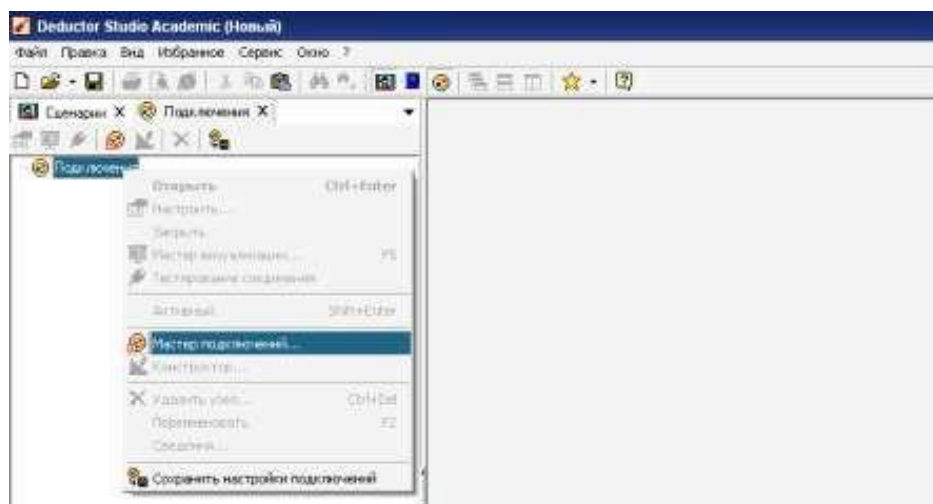 Deductor Studio Academic (Новый)
Файл Правка Вид Избранное Сервис Окно ?
Сценарии X Подключения X
Подключения
Открыть Ctrl+Enter
Настроить...
Закрыть
Мастер визуализации... F5
Тестирование соединения
Активный Shift+Enter
Мастер подключений...
Конструктор...
Удалить узел... Ctrl+Del
Переименовать F2
Сведения...
Сохранить настройки подключений